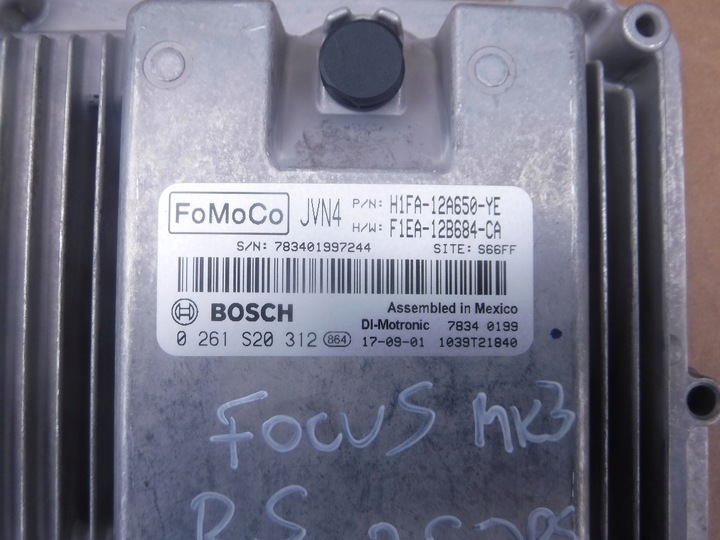 FoMoCo JVN4 P/N: H1FA-12A650-YE
H/W: F1EA-12B684-CA
S/N: 783401997244 SITE: S66FF
BOSCH Assembled in Mexico
DI-Motronic 7834 0199
0 261 S20 312 864 17-09-01 1039T21840
FOCUS MK3
RS